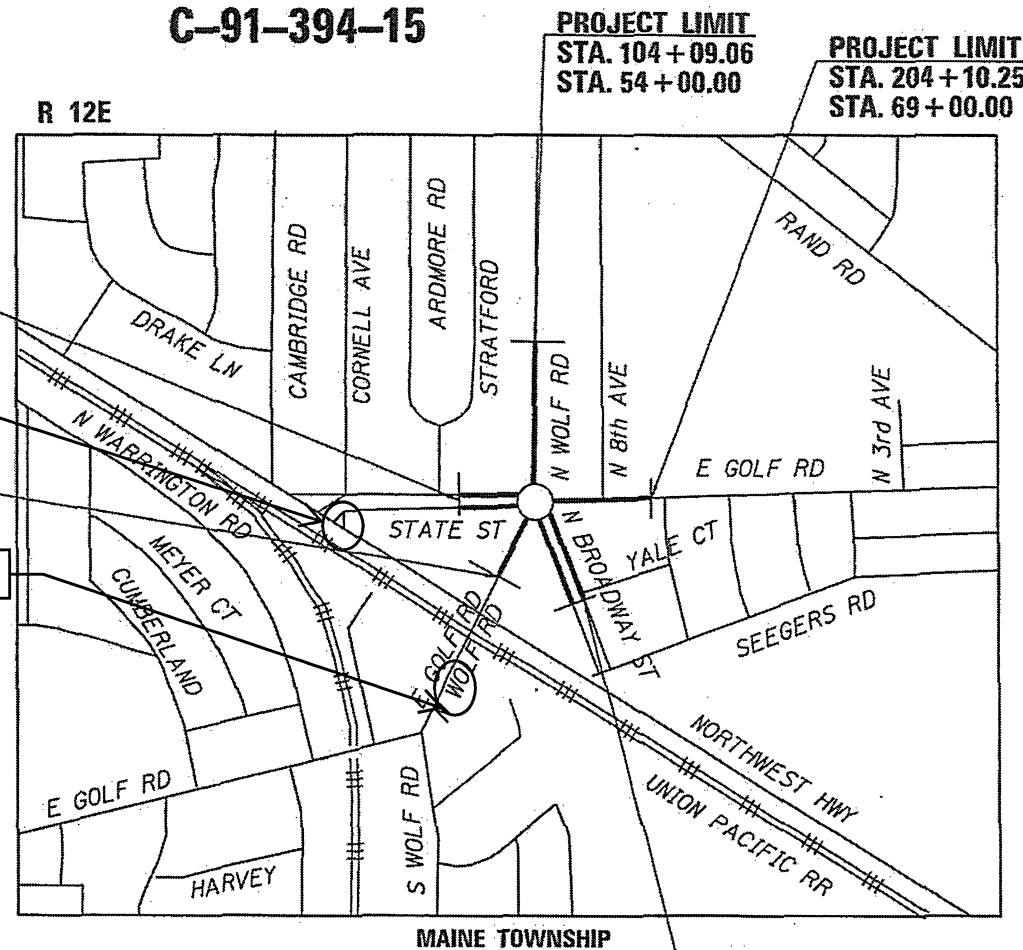 C–91–394–15
PROJECT LIMIT
STA. 104+09.06
STA. 54+00.00
PROJECT LIMIT
STA. 204+10.25
STA. 69+00.00
R 12E
DRAKE LN
CAMBRIDGE RD
CORNELL AVE
ARDMORE RD
STRATFORD
N WOLF RD
N 8th AVE
RAND RD
N 3rd AVE
E GOLF RD
N WARRINGTON RD
1
STATE ST
N BROADWAY ST
YALE CT
SEEGERS RD
MEYER CT
CUMBERLAND
E GOLF RD
WOLF RD
NORTHWEST HWY
UNION PACIFIC RR
E GOLF RD
S WOLF RD
HARVEY
MAINE TOWNSHIP